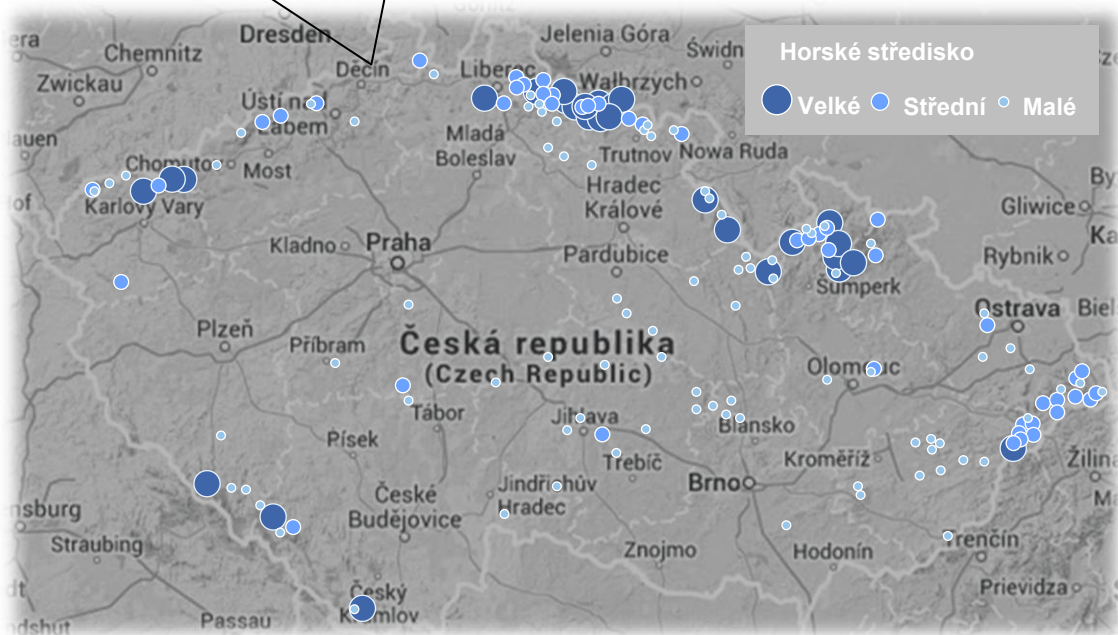 Dresden
Jelenia Góra
Chemnitz
Děčín
Liberec
Wałbrzych
Zwickau
Ústí nad
Labem
Mladá
Boleslav
Trutnov
Nowa Ruda
Chomutov
Most
Karlovy Vary
Hradec
Králové
Gliwice
Kladno
Praha
Pardubice
Rybnik
Šumperk
Plzeň
Příbram
Česká republika
(Czech Republic)
Ostrava
Olomouc
Tábor
Jihlava
Blansko
Písek
Třebíč
Kroměříž
Žilina
Brno
Jindřichův
Hradec
České
Budějovice
Straubing
Znojmo
Hodonín
Trenčín
Český
Krumlov
Prievidza
Passau
Horské středisko
Velké
Střední
Malé